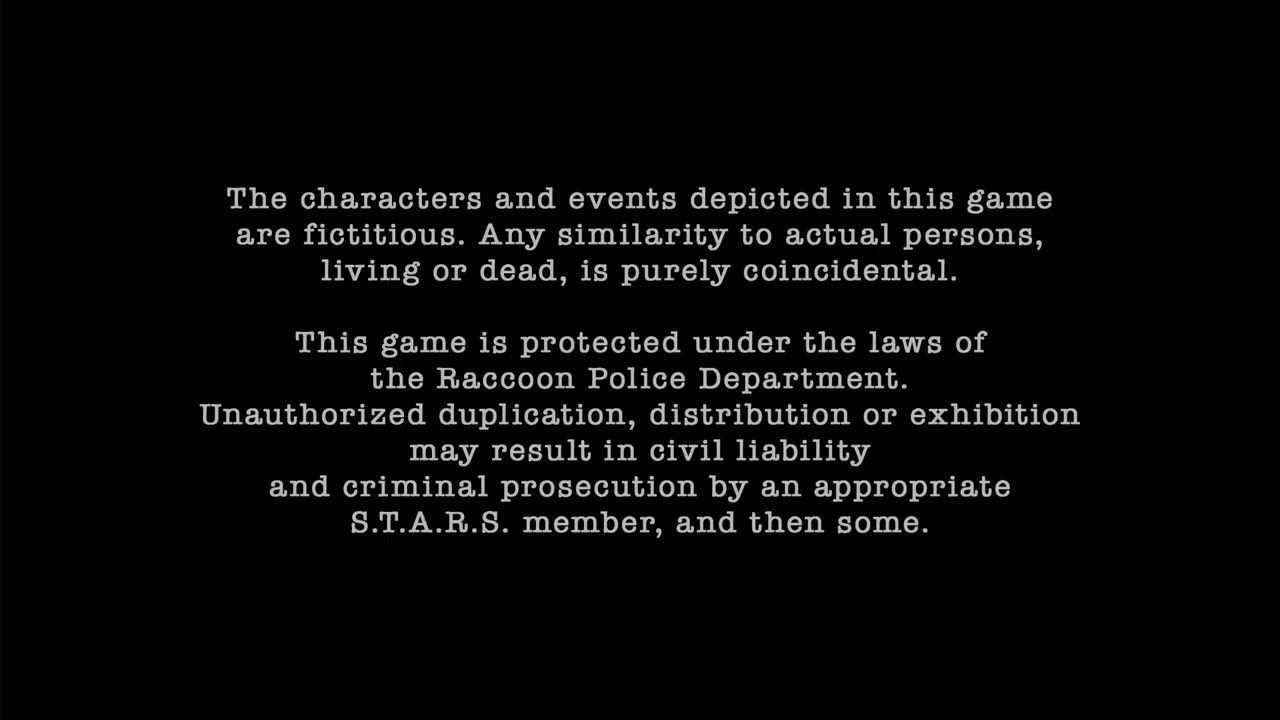 The characters and events depicted in this game
are fictitious. Any similarity to actual persons,
living or dead, is purely coincidental.
This game is protected under the laws of
the Raccoon Police Department.
Unauthorized duplication, distribution or exhibition
may result in civil liability
and criminal prosecution by an appropriate
S.T.A.R.S. member, and then some.